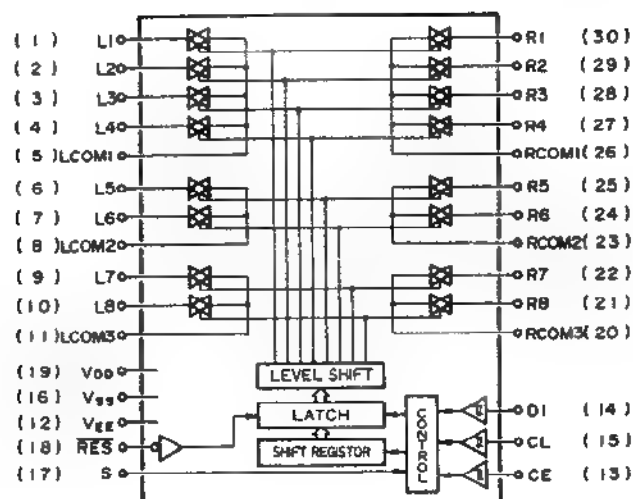 (1) L1 R1 (30)
(2) L2 R2 (29)
(3) L3 R3 (28)
(4) L4 R4 (27)
(5) LCOM1 RCOM1 (26)
(6) L5 R5 (25)
(7) L6 R6 (24)
(8) LCOM2 RCOM2 (23)
(9) L7 R7 (22)
(10) L8 R8 (21)
(11) LCOM3 RCOM3 (20)
(19) VDD LEVEL SHIFT
(16) VSS
(12) VEE LATCH CONTROL DI (14)
(18) RES CL (15)
(17) S SHIFT REGISTOR CE (13)